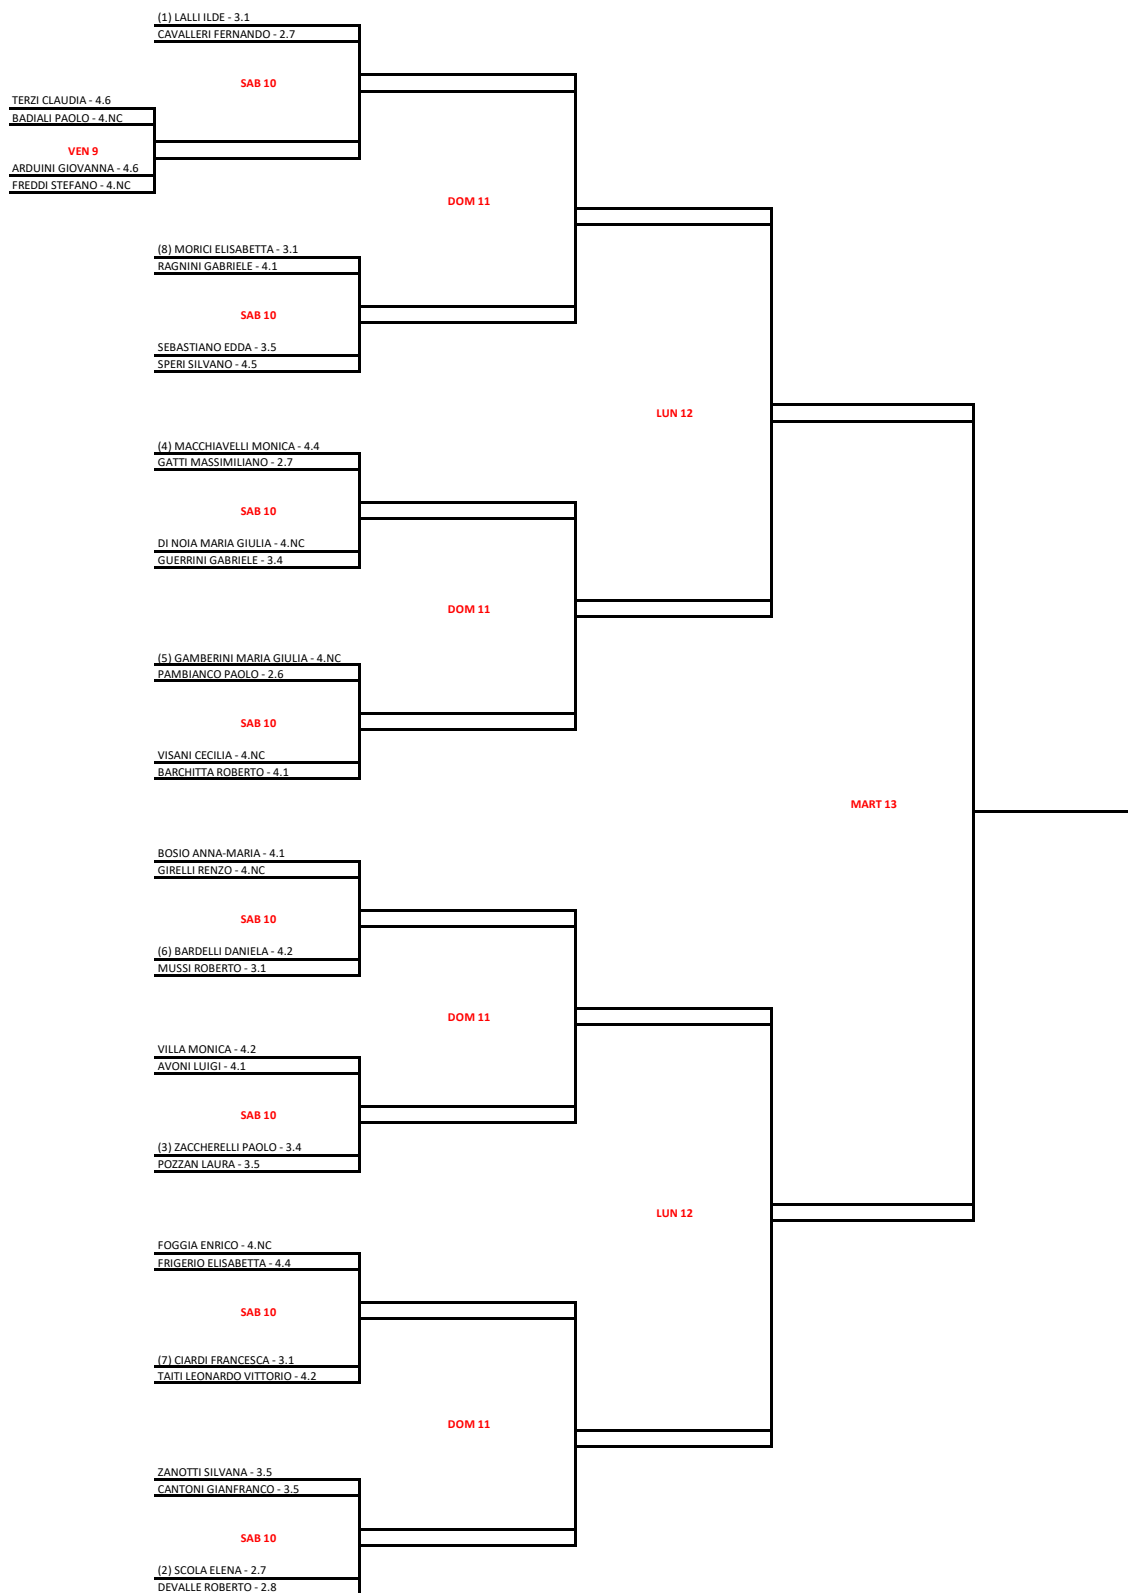 (1) LALLI ILDE - 3.1
CAVALLERI FERNANDO - 2.7
SAB 10
TERZI CLAUDIA - 4.6
BADIALI PAOLO - 4.NC
VEN 9
ARDUINI GIOVANNA - 4.6
FREDDI STEFANO - 4.NC
DOM 11
(8) MORICI ELISABETTA - 3.1
RAGNINI GABRIELE - 4.1
SAB 10
SEBASTIANO EDDA - 3.5
SPERI SILVANO - 4.5
LUN 12
(4) MACCHIAVELLI MONICA - 4.4
GATTI MASSIMILIANO - 2.7
SAB 10
DI NOIA MARIA GIULIA - 4.NC
GUERRINI GABRIELE - 3.4
DOM 11
(5) GAMBERINI MARIA GIULIA - 4.NC
PAMBIANCO PAOLO - 2.6
SAB 10
VISANI CECILIA - 4.NC
BARCHITTA ROBERTO - 4.1
MART 13
BOSIO ANNA-MARIA - 4.1
GIRELLI RENZO - 4.NC
SAB 10
(6) BARDELLI DANIELA - 4.2
MUSSI ROBERTO - 3.1
DOM 11
VILLA MONICA - 4.2
AVONI LUIGI - 4.1
SAB 10
(3) ZACCHERELLI PAOLO - 3.4
POZZAN LAURA - 3.5
LUN 12
FOGGIA ENRICO - 4.NC
FRIGERIO ELISABETTA - 4.4
SAB 10
(7) CIARDI FRANCESCA - 3.1
TAITI LEONARDO VITTORIO - 4.2
DOM 11
ZANOTTI SILVANA - 3.5
CANTONI GIANFRANCO - 3.5
SAB 10
(2) SCOLA ELENA - 2.7
DEVALLE ROBERTO - 2.8